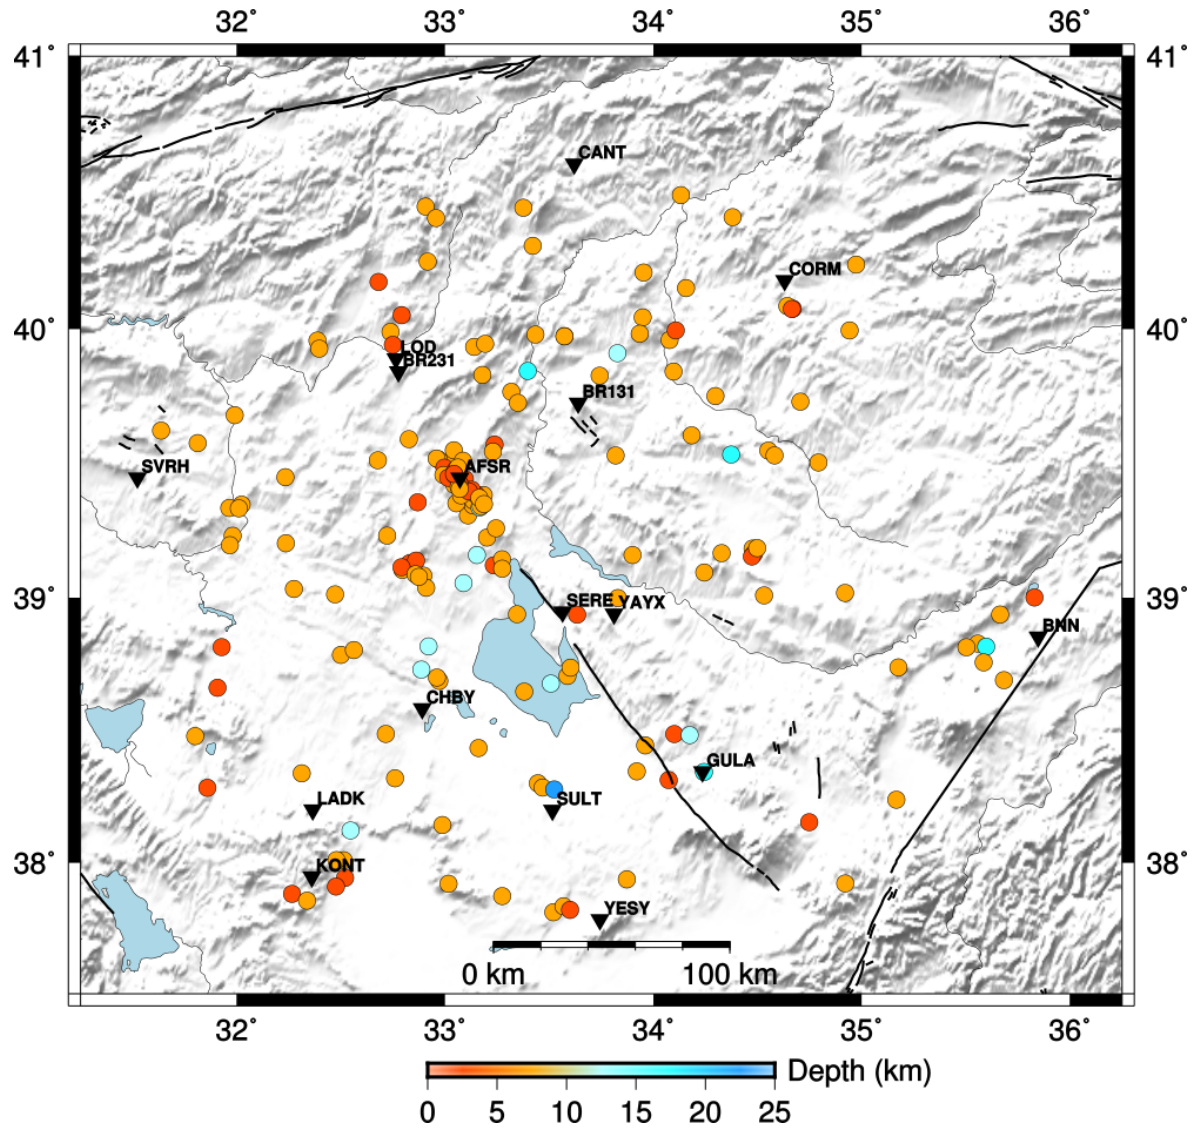 32° 33° 34° 35° 36°
41° 41°
CANT
CORM
40° 40°
LOD
BR231
BR131
SVRH AFSR
39° 39°
SERE YAYX
BNN
CHBY
GULA
LADK SULT
38° 38°
KONT
YESY
0 km 100 km
32° 33° 34° 35° 36°
Depth (km)
0 5 10 15 20 25